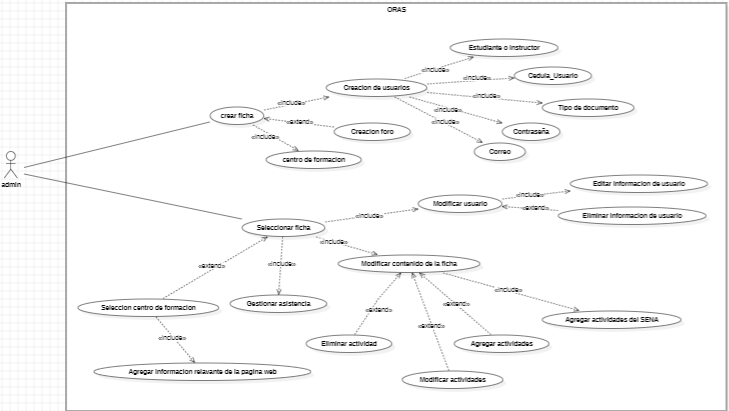 ORAS
Estudiante o Instructor
«include»
Creacion de usuarios
«include»
Cedula_Usuario
«include»
«include»
Tipo de documento
crear ficha
«include»
«extend»
«include»
Creacion foro
Contraseña
«include»
Correo
centro de formacion
admin
Editar informacion de usuario
«include»
Modificar usuario
«extend»
Eliminar informacion de usuario
«include»
Seleccionar ficha
«include»
«extend»
«include»
Modificar contenido de la ficha
«include»
Seleccion centro de formacion
Gestionar asistencia
«extend»
«extend»
«extend»
Agregar actividades del SENA
«include»
Eliminar actividad
Agregar actividades
Agregar informacion relavante de la pagina web
Modificar actividades